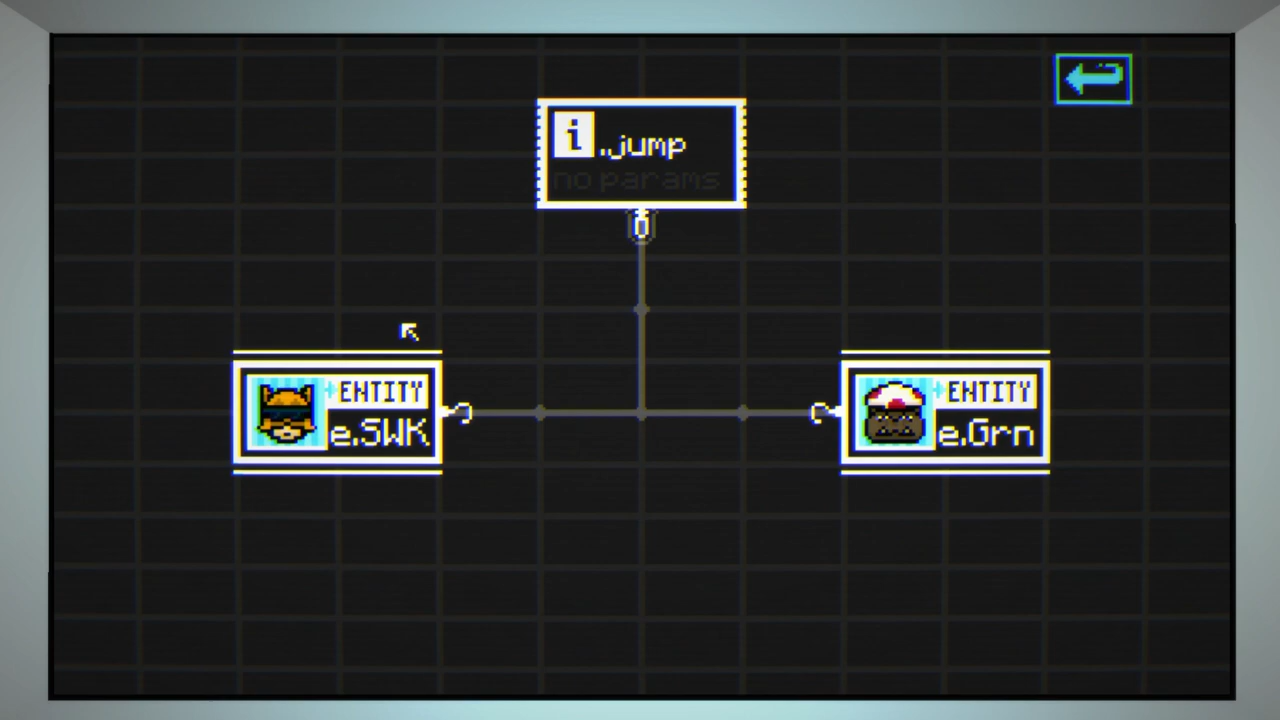 i .jump
no params
ENTITY
e.SWK
ENTITY
e.Grn